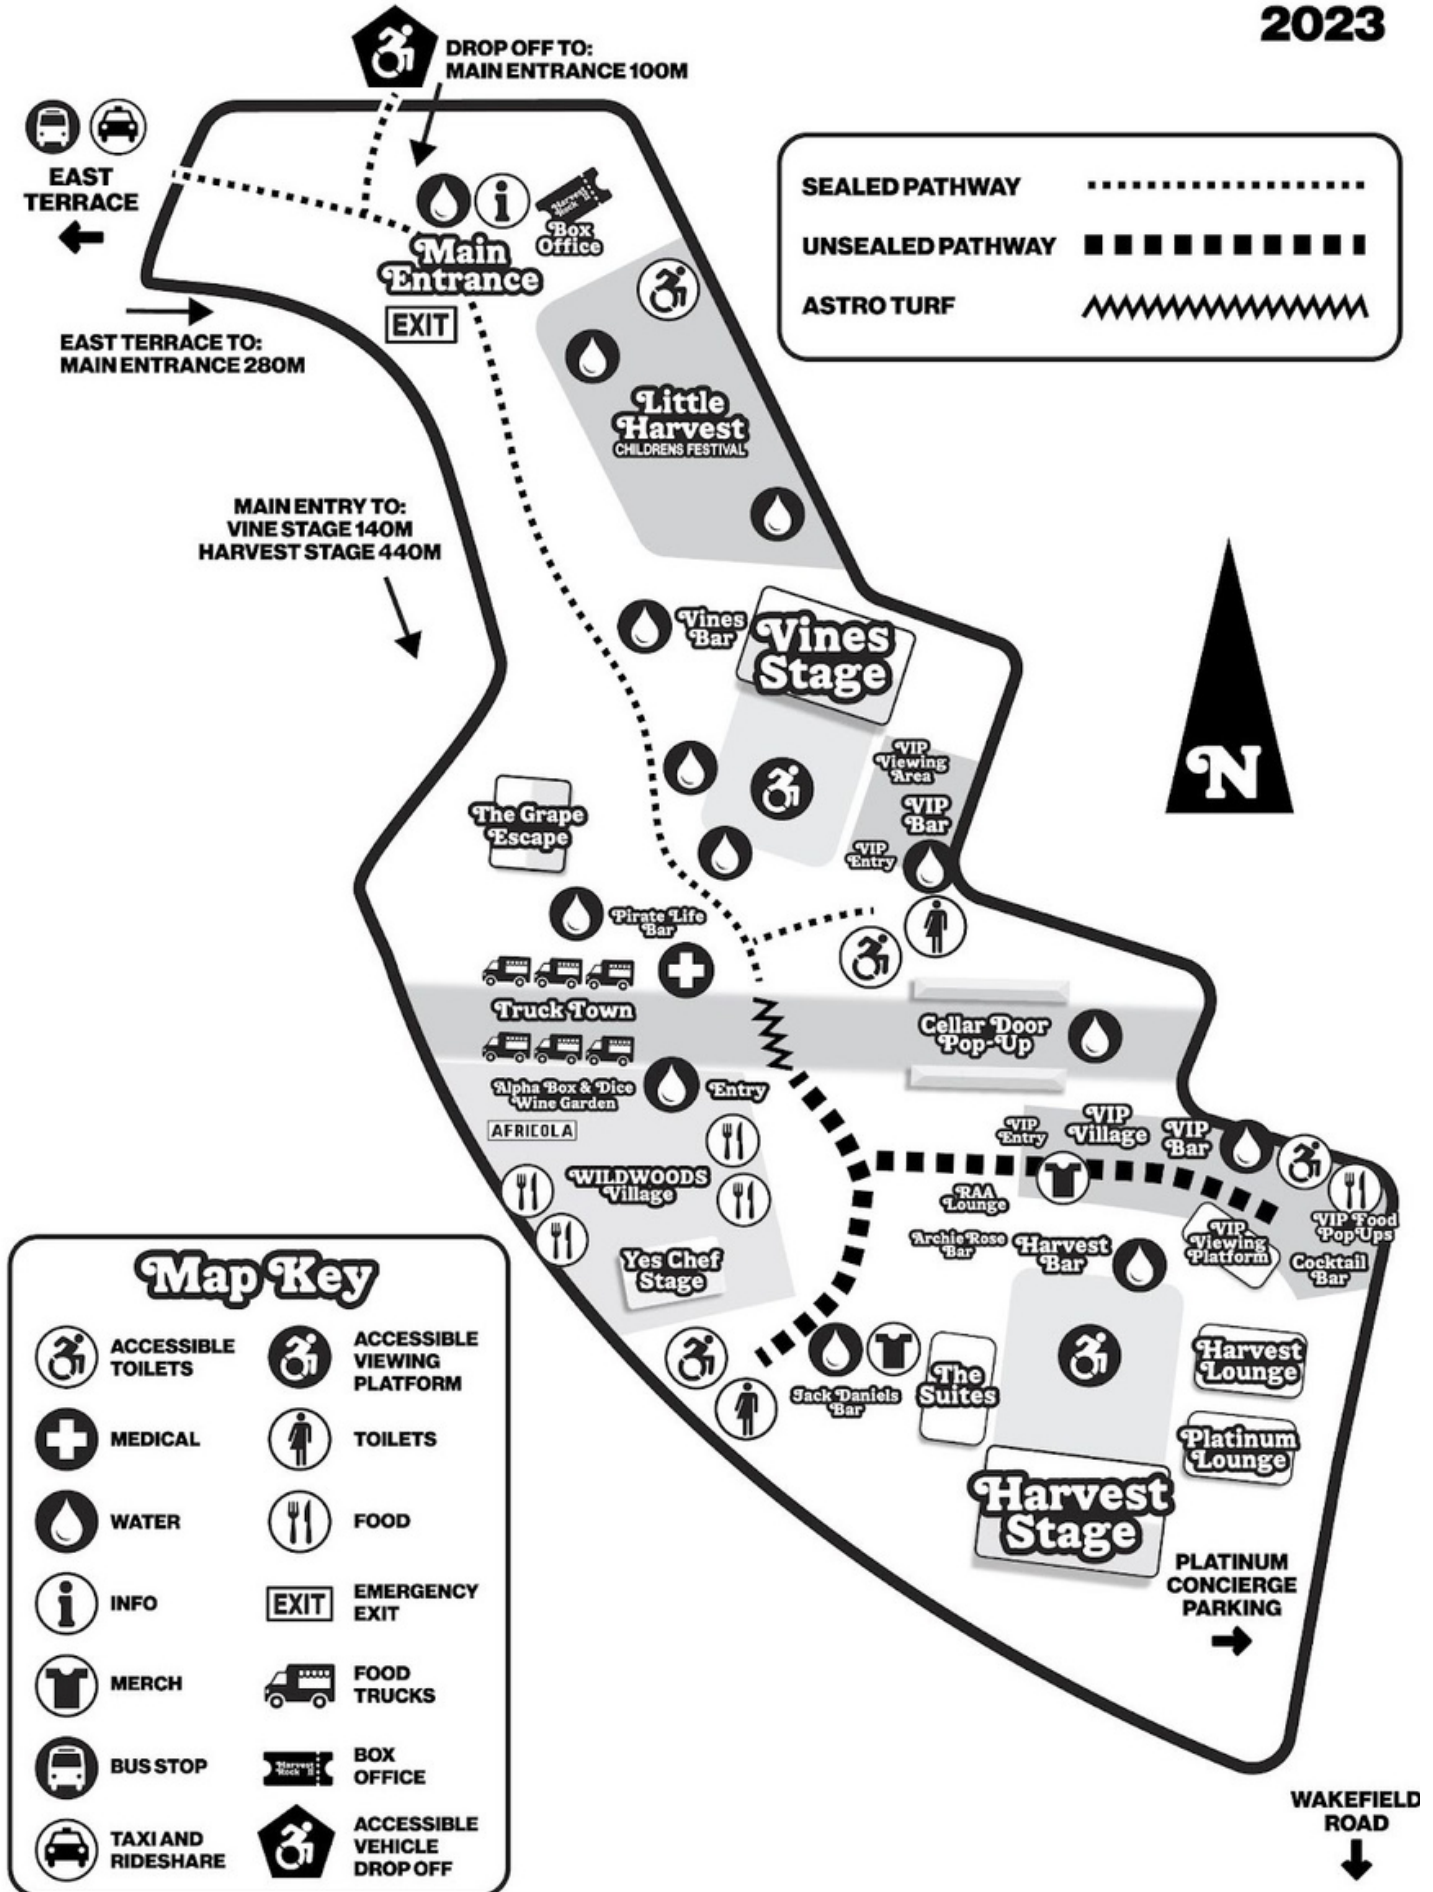 2023
DROP OFF TO:
MAIN ENTRANCE 100M
EAST
TERRACE
SEALED PATHWAY
UNSEALED PATHWAY
ASTRO TURF
Harvest
Rock II
Box
Office
Main
Entrance
EXIT
EAST TERRACE TO:
MAIN ENTRANCE 280M
Little
Harvest
CHILDRENS FESTIVAL
MAIN ENTRY TO:
VINE STAGE 140M
HARVEST STAGE 440M
Vines
Bar
Vines
Stage
N
VIP
Viewing
Area
VIP
Bar
VIP
Entry
The Grape
Escape
Pirate Life
Bar
Truck Town
Cellar Door
Pop-Up
Alpha Box & Dice
Wine Garden
Entry
AFRICOLA
WILDWOODS
Village
Yes Chef
Stage
VIP
Entry
VIP
Village
VIP
Bar
RAA
Lounge
Archie Rose
Bar
Harvest
Bar
VIP
Viewing
Platform
VIP Food
Pop Ups
Cocktail
Bar
Jack Daniels
Bar
The
Suites
Harvest
Lounge
Platinum
Lounge
Harvest
Stage
PLATINUM
CONCIERGE
PARKING
WAKEFIELD
ROAD
Map Key
ACCESSIBLE
TOILETS
ACCESSIBLE
VIEWING
PLATFORM
MEDICAL
TOILETS
WATER
FOOD
INFO
EXIT
EMERGENCY
EXIT
MERCH
FOOD
TRUCKS
BUS STOP
Harvest
Rock II
BOX
OFFICE
TAXI AND
RIDESHARE
ACCESSIBLE
VEHICLE
DROP OFF